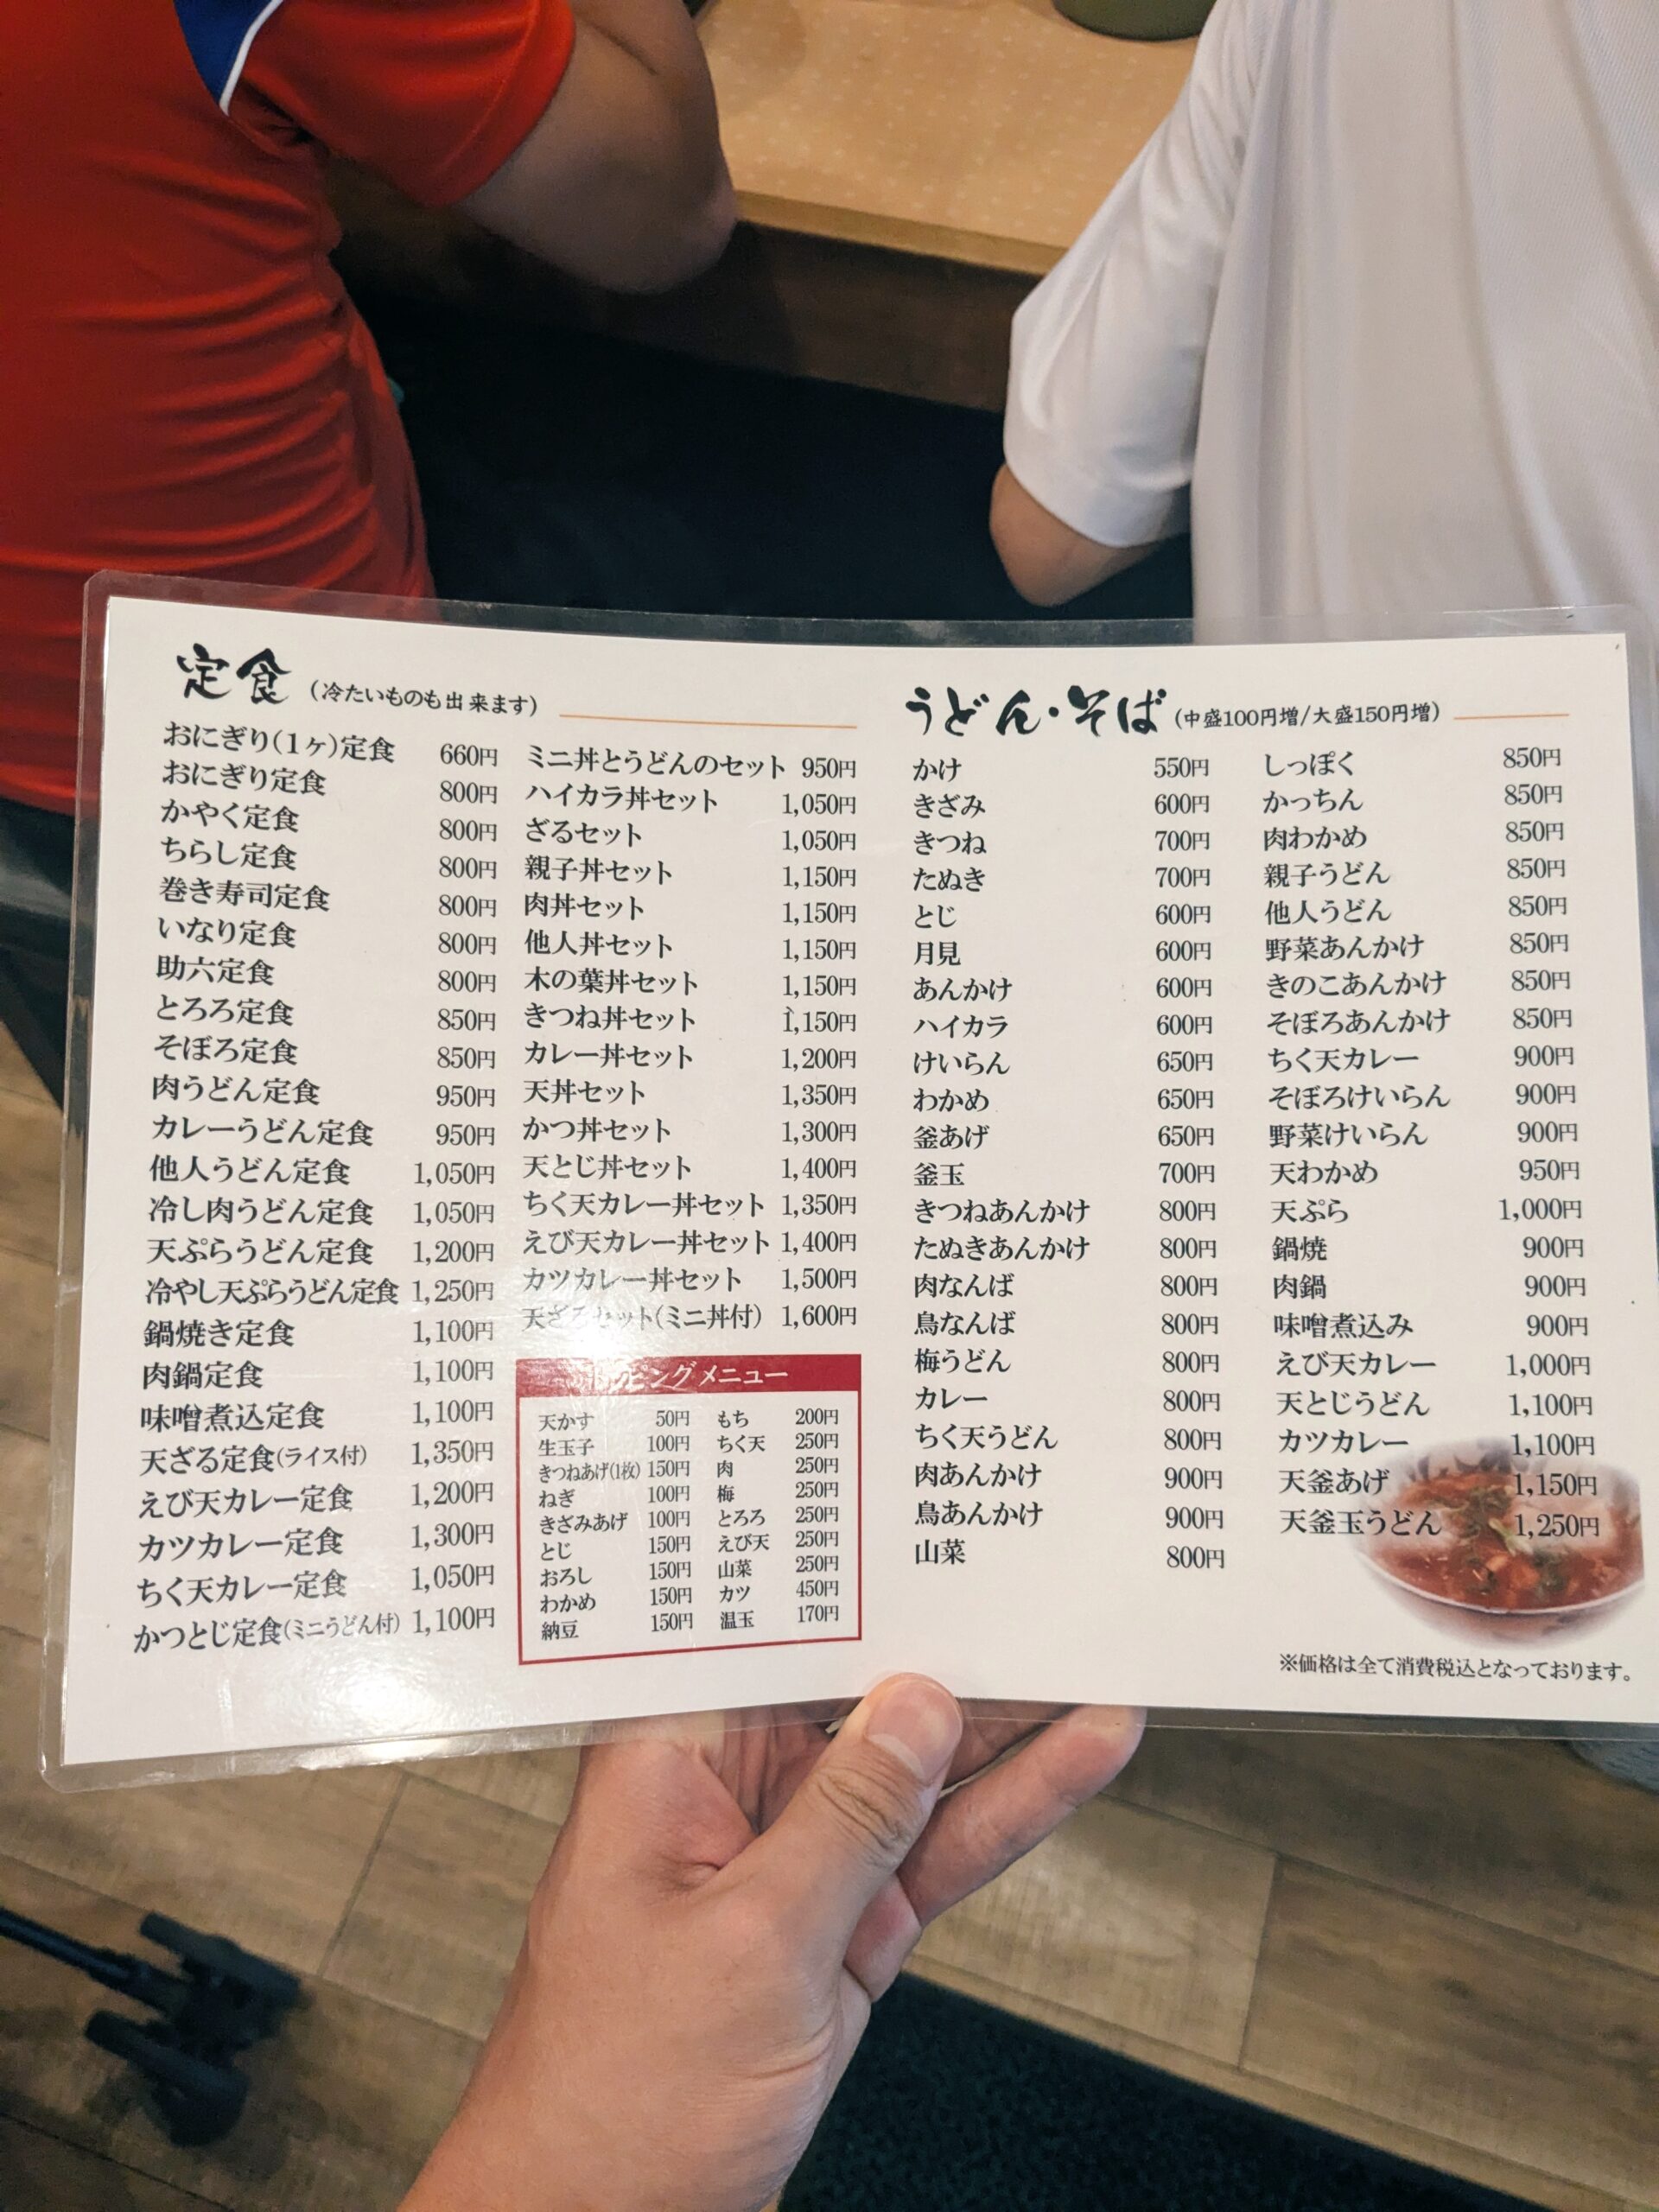 定食 (冷たいものも出来ます)
おにぎり(1ヶ)定食 660円
おにぎり定食 800円
かやく定食 800円
ちらし定食 800円
巻き寿司定食 800円
いなり定食 800円
助六定食 800円
とろろ定食 850円
そぼろ定食 850円
肉うどん定食 950円
カレーうどん定食 950円
他人うどん定食 1,050円
冷し肉うどん定食 1,050円
天ぷらうどん定食 1,200円
冷やし天ぷらうどん定食 1,250円
鍋焼き定食 1,100円
肉鍋定食 1,100円
味噌煮込定食 1,100円
天ざる定食(ライス付) 1,350円
えび天カレー定食 1,200円
カツカレー定食 1,300円
ちく天カレー定食 1,050円
かつとじ定食(ミニうどん付) 1,100円
ミニ丼とうどんのセット 950円
ハイカラ丼セット 1,050円
ざるセット 1,050円
親子丼セット 1,150円
肉丼セット 1,150円
他人丼セット 1,150円
木の葉丼セット 1,150円
きつね丼セット 1,150円
カレー丼セット 1,200円
天丼セット 1,350円
かつ丼セット 1,300円
天とじ丼セット 1,400円
ちく天カレー丼セット 1,350円
えび天カレー丼セット 1,400円
カツカレー丼セット 1,500円
天ざるセット(ミニ丼付) 1,600円
トッピングメニュー
天かす 50円
生玉子 100円
きつねあげ(1枚) 150円
ねぎ 100円
きざみあげ 100円
とじ 150円
おろし 150円
わかめ 150円
納豆 150円
もち 200円
ちく天 250円
肉 250円
梅 250円
とろろ 250円
えび天 250円
山菜 250円
カツ 450円
温玉 170円
うどん・そば (中盛100円増/大盛150円増)
かけ 550円
きざみ 600円
きつね 700円
たぬき 700円
とじ 600円
月見 600円
あんかけ 600円
ハイカラ 600円
けいらん 650円
わかめ 650円
釜あげ 650円
釜玉 700円
きつねあんかけ 800円
たぬきあんかけ 800円
肉なんば 800円
鳥なんば 800円
梅うどん 800円
カレー 800円
ちく天うどん 800円
肉あんかけ 900円
鳥あんかけ 900円
山菜 800円
しっぽく 850円
かっちん 850円
肉わかめ 850円
親子うどん 850円
他人うどん 850円
野菜あんかけ 850円
きのこあんかけ 850円
そぼろあんかけ 850円
ちく天カレー 900円
そぼろけいらん 900円
野菜けいらん 900円
天わかめ 950円
天ぷら 1,000円
鍋焼 900円
肉鍋 900円
味噌煮込み 900円
えび天カレー 1,000円
天とじうどん 1,100円
カツカレー 1,100円
天釜あげ 1,150円
天釜玉うどん 1,250円
※価格は全て消費税込となっております。